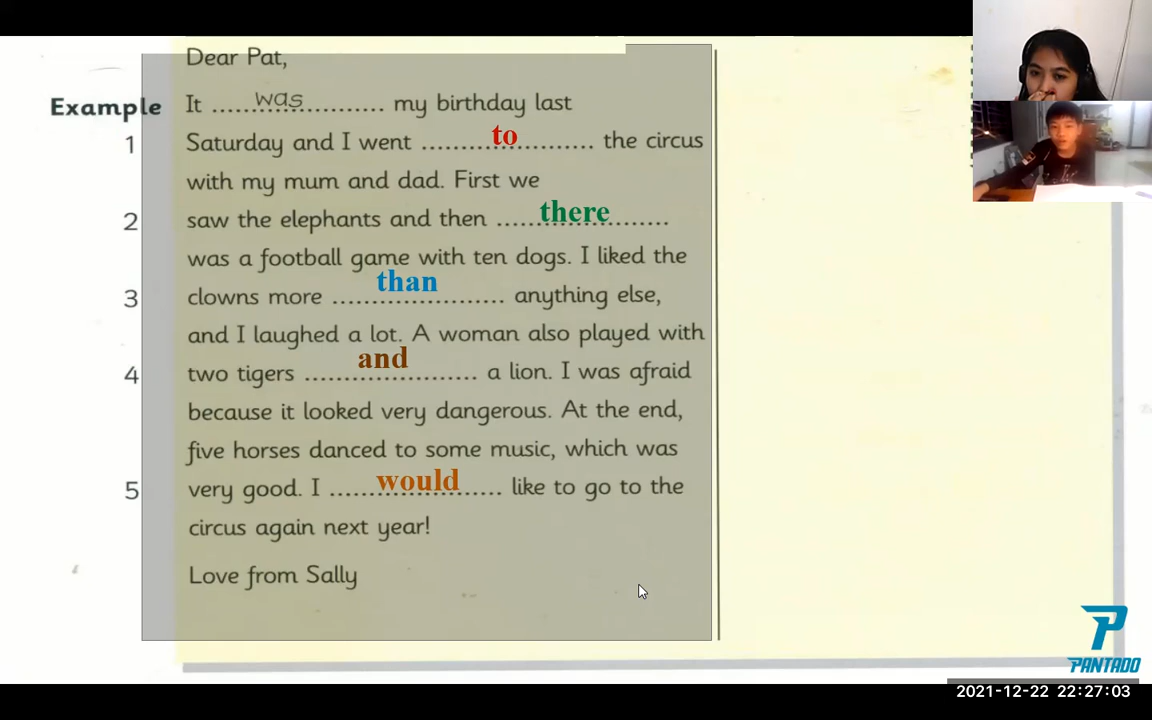 Dear Pat,
Example It ....was.... my birthday last
1 Saturday and I went ....to.... the circus
with my mum and dad. First we
2 saw the elephants and then ....there....
was a football game with ten dogs. I liked the
3 clowns more ....than.... anything else,
and I laughed a lot. A woman also played with
4 two tigers ....and.... a lion. I was afraid
because it looked very dangerous. At the end,
five horses danced to some music, which was
5 very good. I ....would.... like to go to the
circus again next year!
Love from Sally
PANTADO
2021-12-22 22:27:03